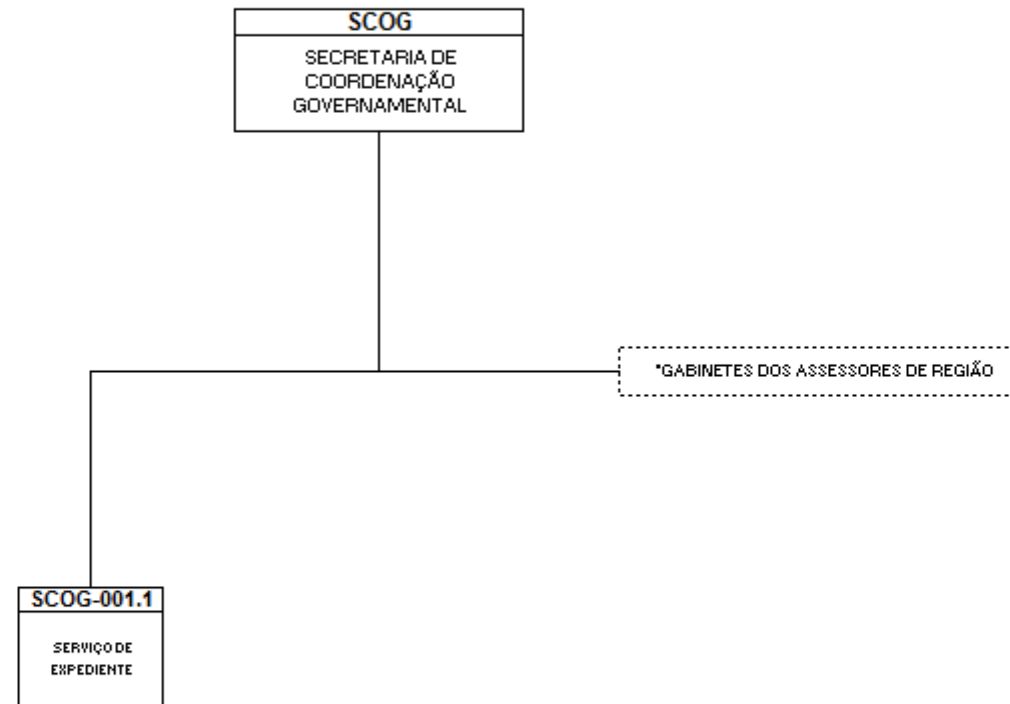 SCOG
SECRETARIA DE
COORDENAÇÃO
GOVERNAMENTAL
*GABINETES DOS ASSESSORES DE REGIÃO
SCOG-001.1
SERVIÇO DE
EXPEDIENTE